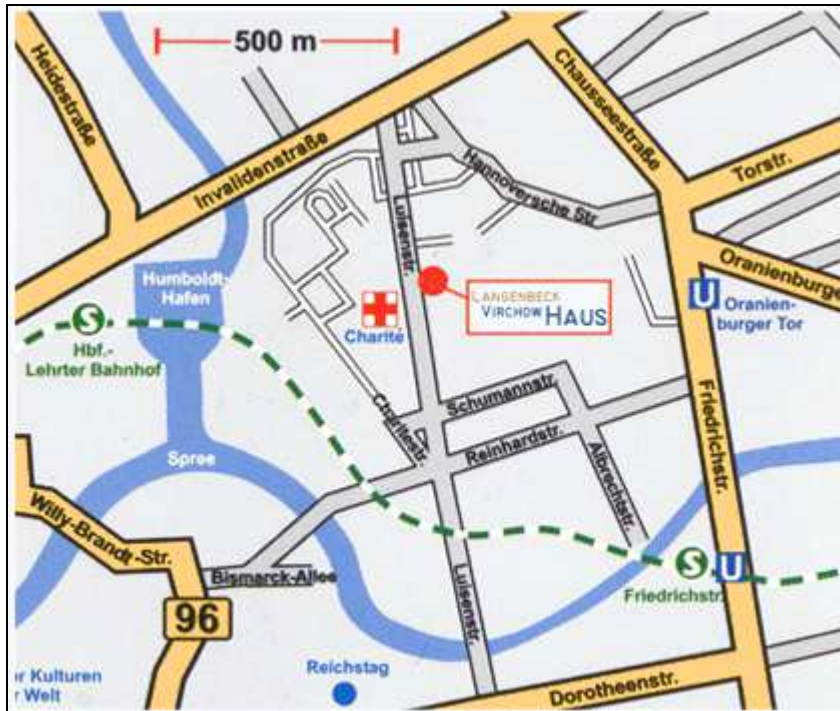 500 m
Heidestraße
Invalidenstraße
Chausseestraße
Hannoversche Str.
Torstr.
Luisenstr.
Oranienburger
Humboldt-
Hafen
LANGENBECK
VIRCHOW HAUS
U
Oranien-
burger Tor
S
Hbf.-
Lehrter Bahnhof
Charité
Schumannstr.
Friedrichstr.
Charitéstr.
Reinhardstr.
Albrechtstr.
Spree
Willy-Brandt-Str.
Bismarck-Allee
S
U
Friedrichstr.
96
Luisenstr.
er Kulturen
r Welt
Reichstag
Dorotheenstr.